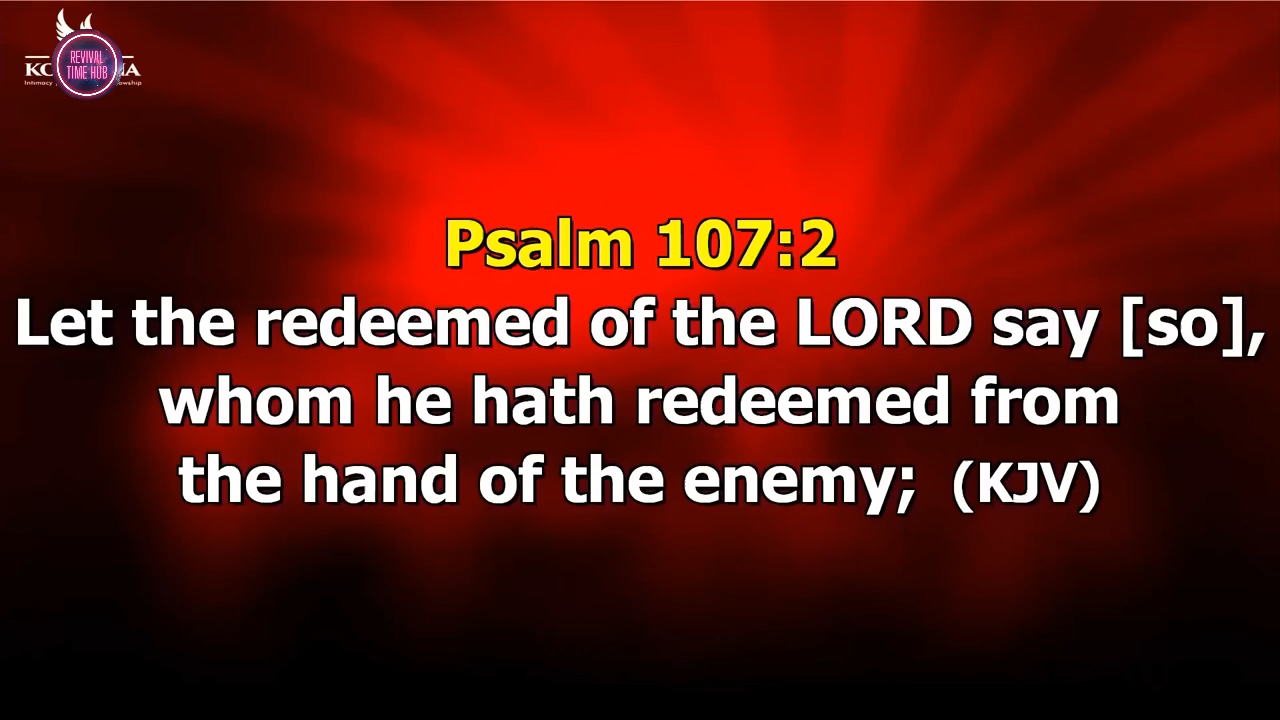 REVIVAL
TIME HUB
Intimacy
Psalm 107:2
Let the redeemed of the LORD say [so],
whom he hath redeemed from
the hand of the enemy; (KJV)